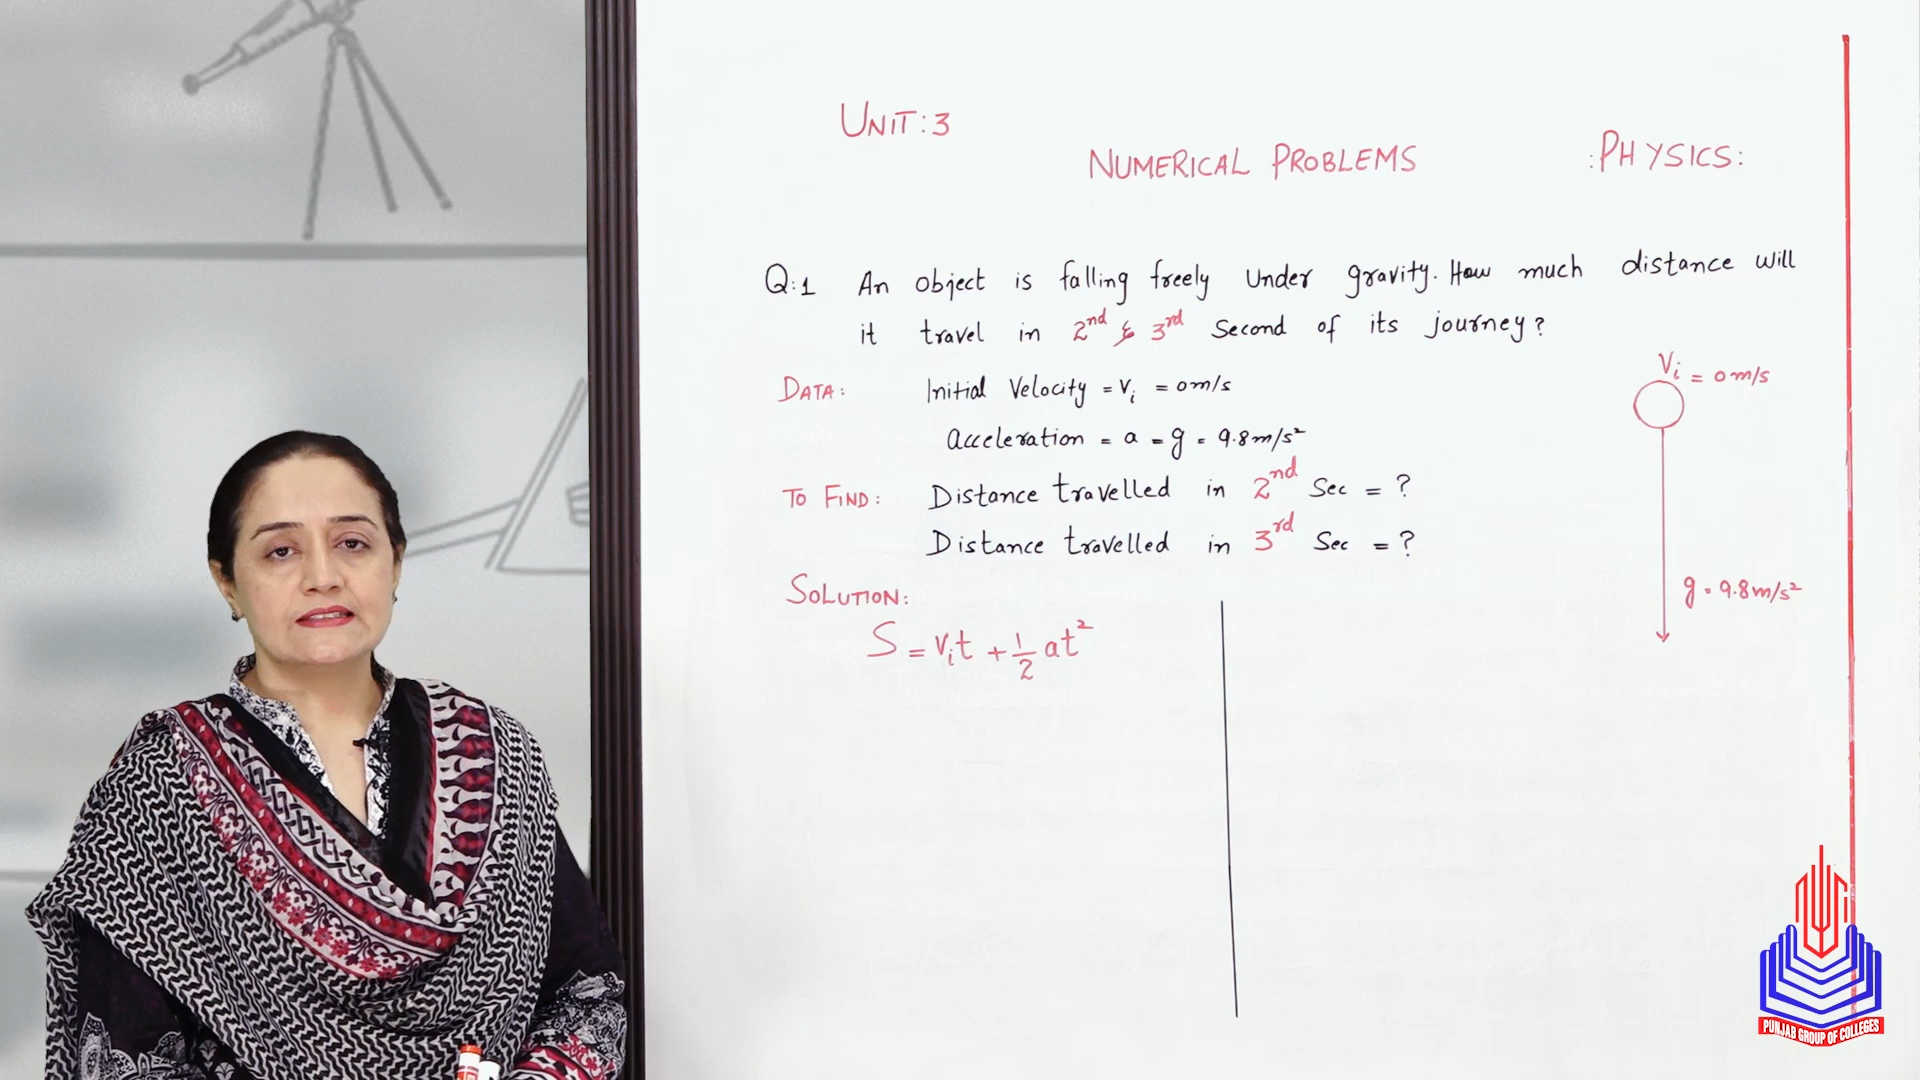 UNIT:3
NUMERICAL PROBLEMS
:PHYSICS:
Q:1 An object is falling freely under gravity. How much distance will
it travel in 2nd & 3rd Second of its journey?
DATA: Initial Velocity = Vi = 0m/s
Acceleration = a = g = 9.8m/s²
TO FIND: Distance travelled in 2nd Sec = ?
Distance travelled in 3rd Sec = ?
SOLUTION:
S = Vit + 1/2 at²
Vi = 0m/s
g = 9.8m/s²
PUNJAB GROUP OF COLLEGES